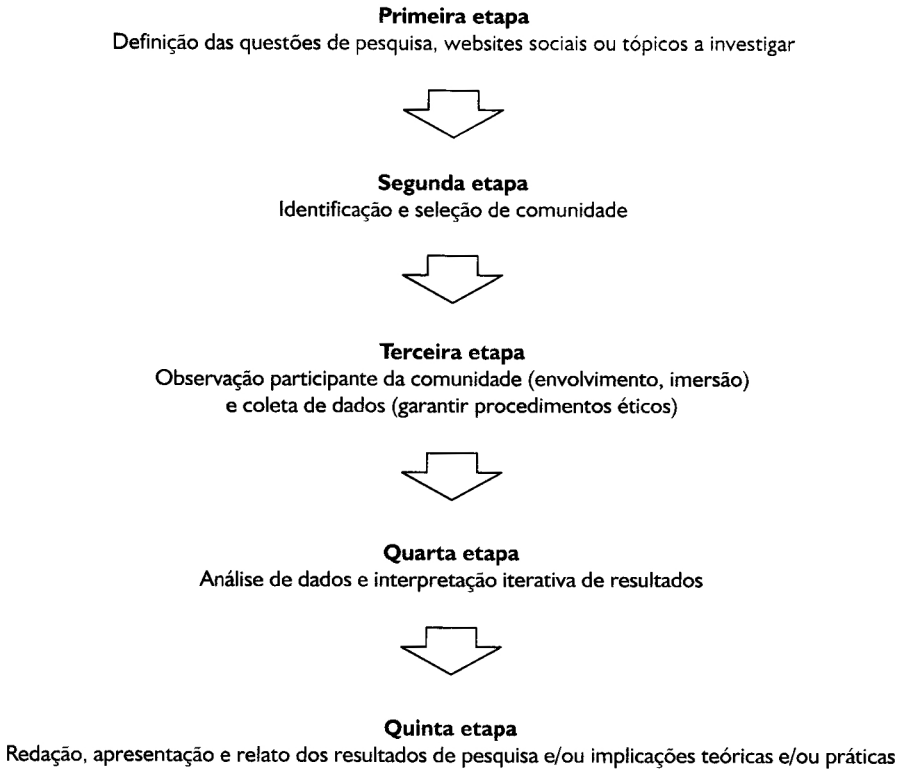 Primeira etapa
Definição das questões de pesquisa, websites sociais ou tópicos a investigar
Segunda etapa
Identificação e seleção de comunidade
Terceira etapa
Observação participante da comunidade (envolvimento, imersão)
e coleta de dados (garantir procedimentos éticos)
Quarta etapa
Análise de dados e interpretação iterativa de resultados
Quinta etapa
Redação, apresentação e relato dos resultados de pesquisa e/ou implicações teóricas e/ou práticas